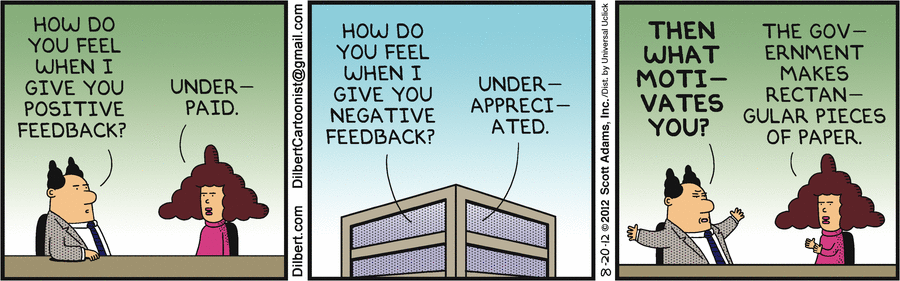 HOW DO
YOU FEEL
WHEN I
GIVE YOU
POSITIVE
FEEDBACK?
UNDER-
PAID.
Dilbert.com DilbertCartoonist@gmail.com
HOW DO
YOU FEEL
WHEN I
GIVE YOU
NEGATIVE
FEEDBACK?
UNDER-
APPRECI-
ATED.
8-20-12 ©2012 Scott Adams, Inc. /Dist. by Universal Uclick
THEN
WHAT
MOTI-
VATES
YOU?
THE GOV-
ERNMENT
MAKES
RECTAN-
GULAR PIECES
OF PAPER.